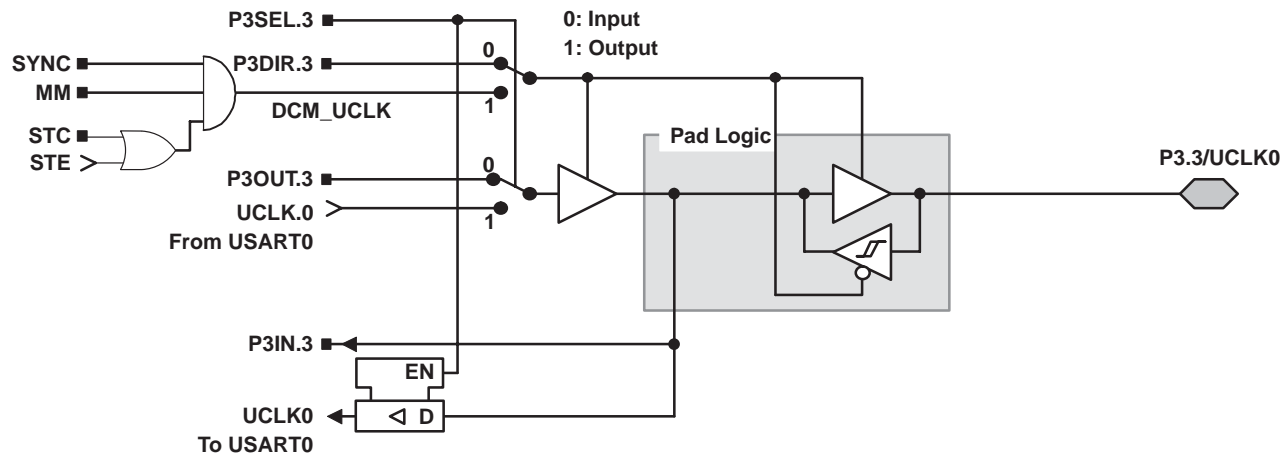 P3SEL.3
0: Input
1: Output
SYNC
P3DIR.3
0
MM
1
DCM_UCLK
STC
STE
Pad Logic
P3.3/UCLK0
P3OUT.3
0
UCLK.0
1
From USART0
P3IN.3
EN
UCLK0
D
To USART0